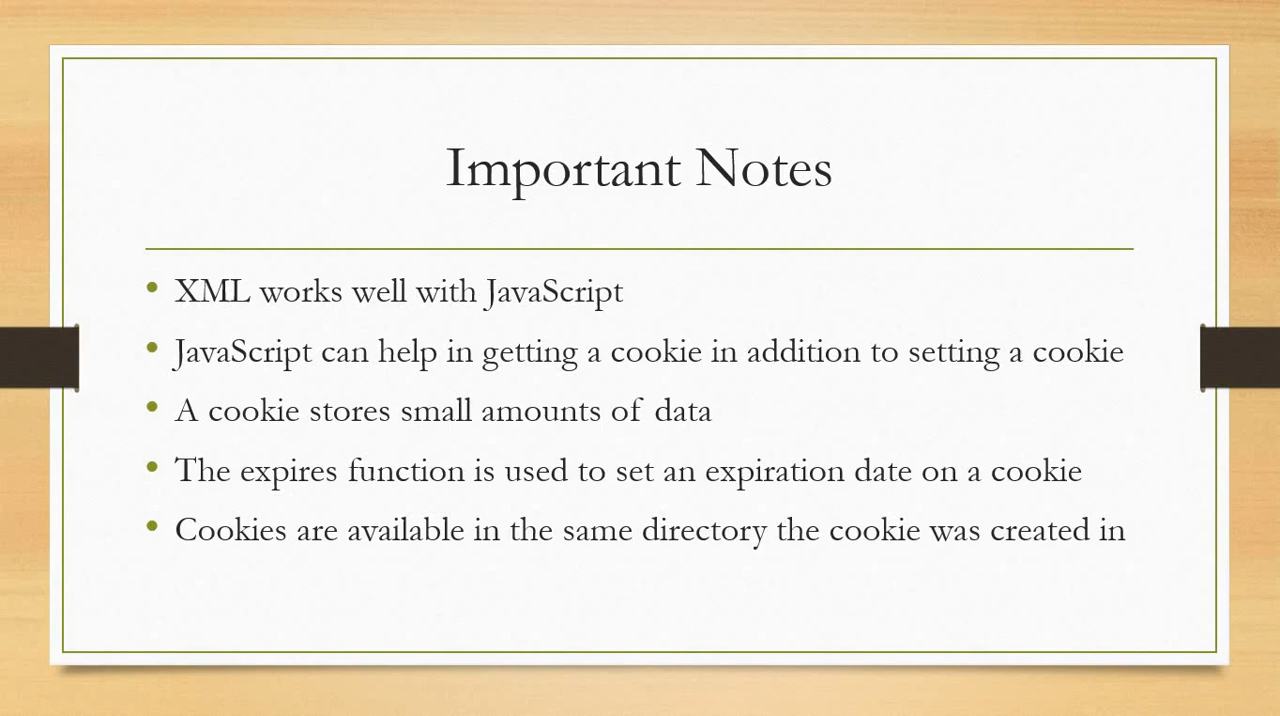 Important Notes
• XML works well with JavaScript
• JavaScript can help in getting a cookie in addition to setting a cookie
• A cookie stores small amounts of data
• The expires function is used to set an expiration date on a cookie
• Cookies are available in the same directory the cookie was created in